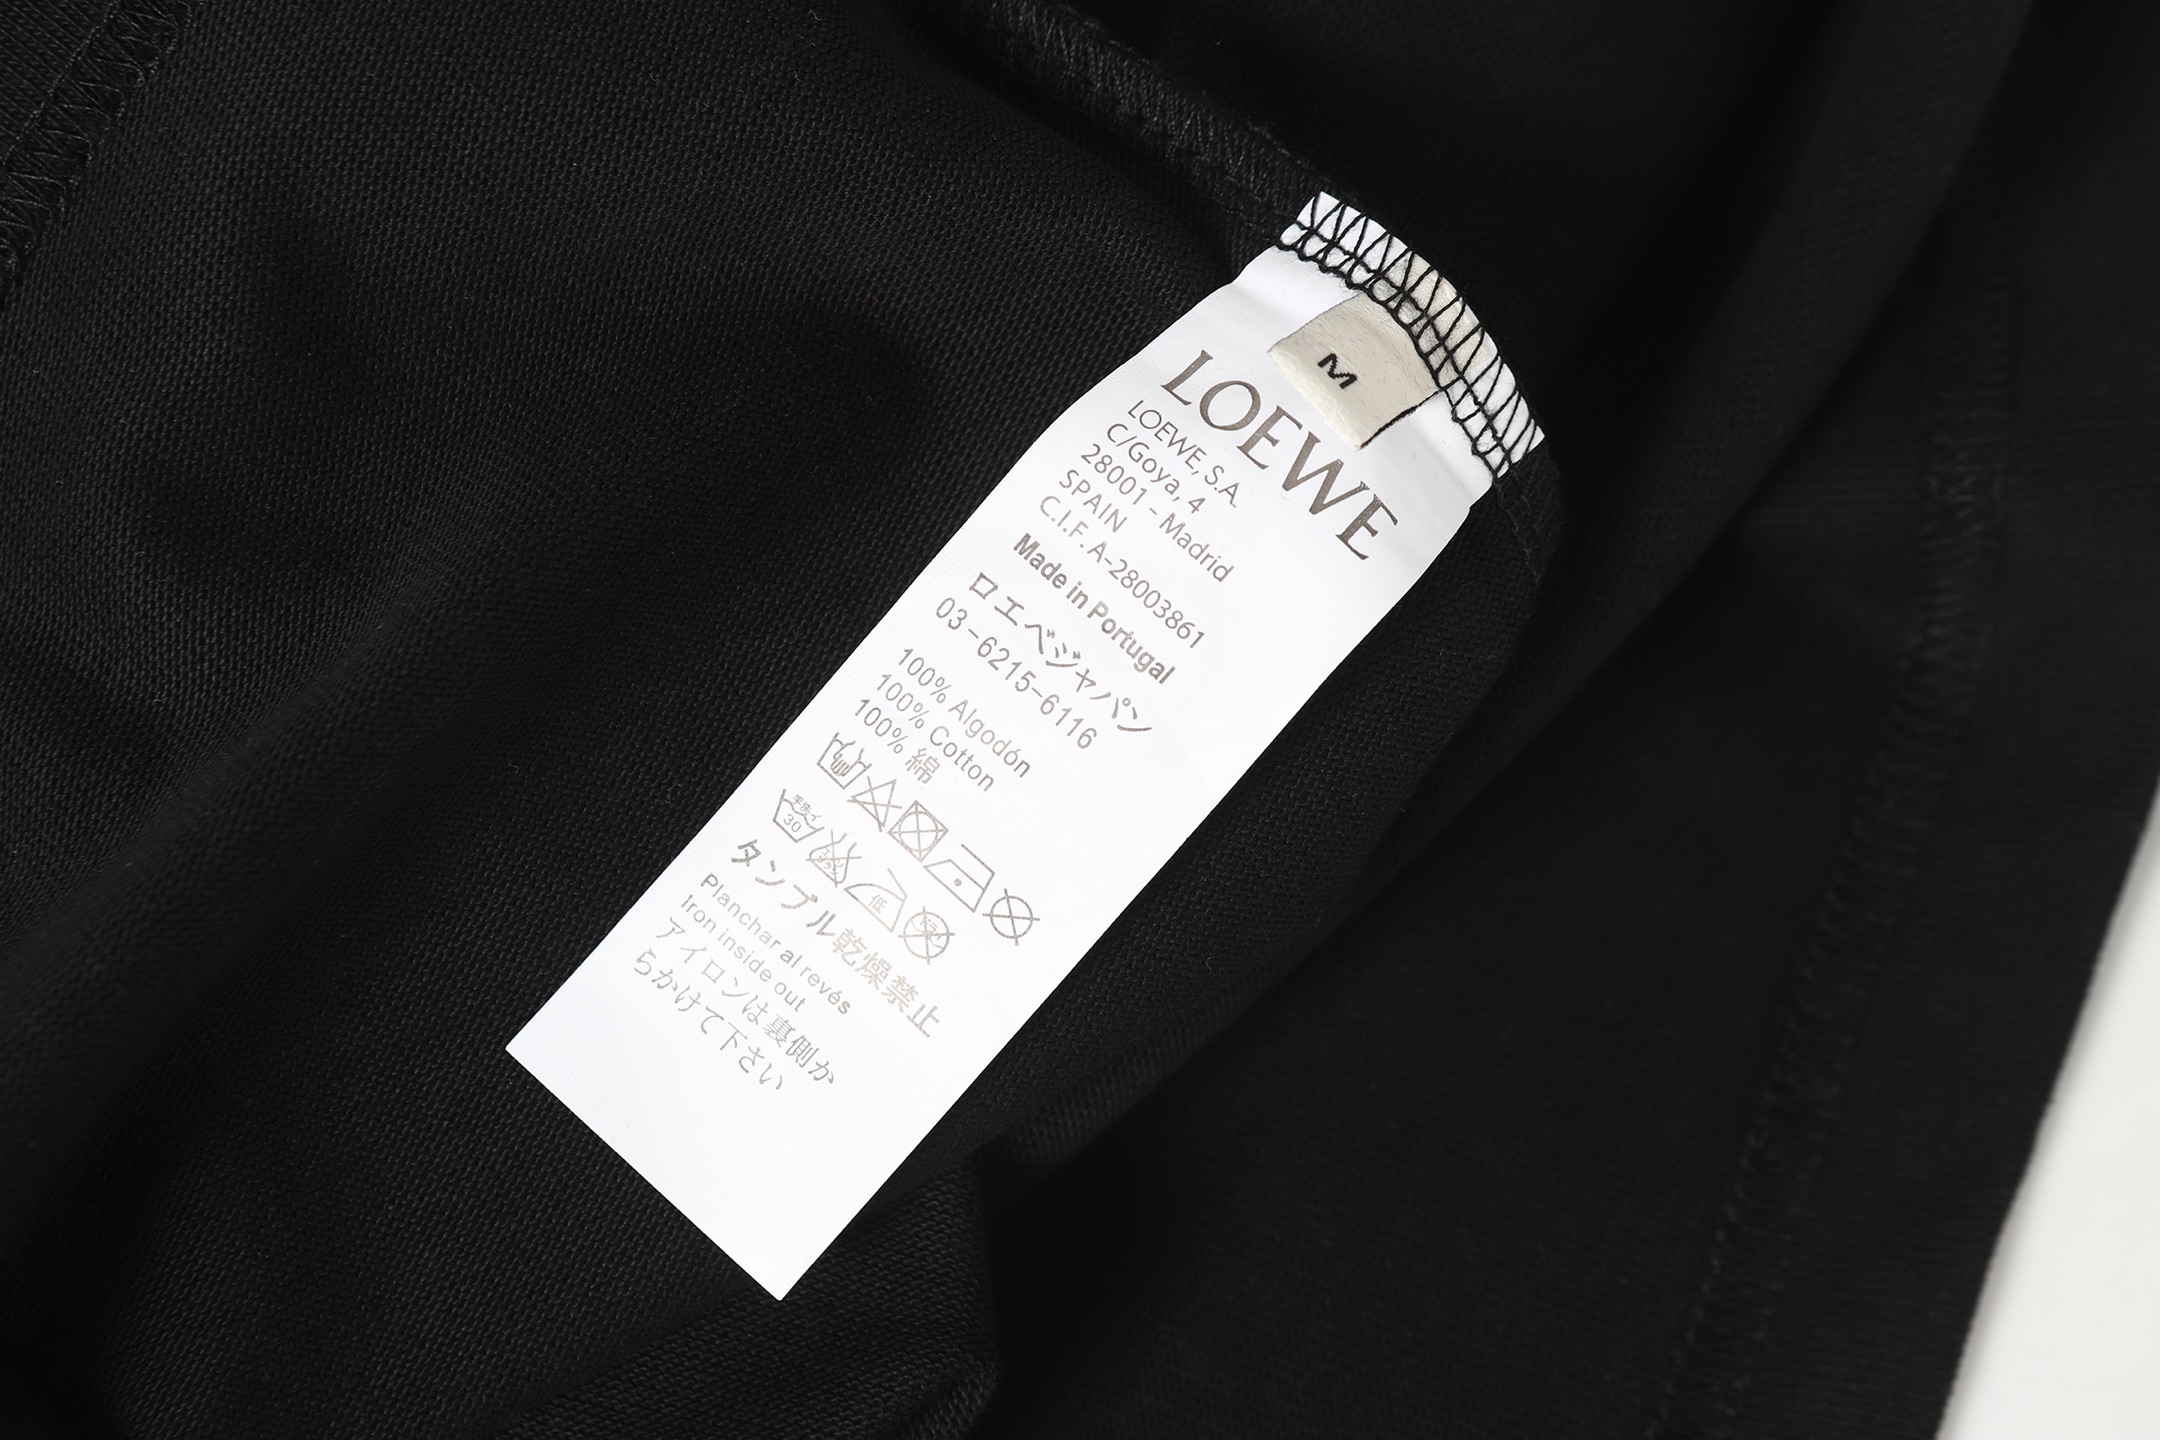 M
LOEWE
LOEWE, S.A.
C/Goya, 4
28001 - Madrid
SPAIN
C.I.F. A-28003861
Made in Portugal
ロエベジャパン
03-6215-6116
100% Algodón
100% Cotton
100% 綿
30
低
タンブル乾燥禁止
Planchar al revés
Iron inside out
アイロンは裏側か
らかけて下さい